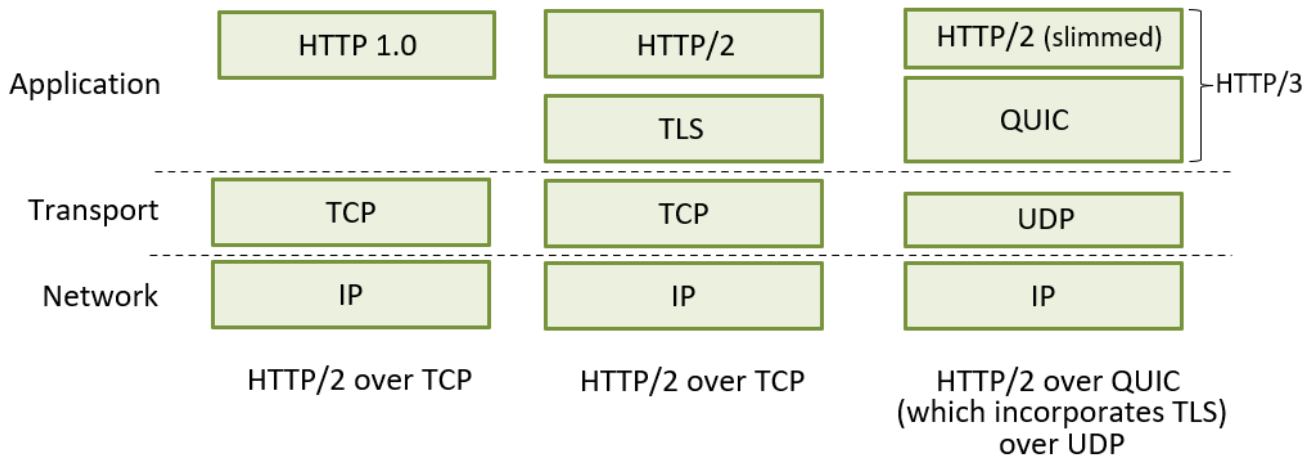 HTTP 1.0
HTTP/2
HTTP/2 (slimmed)
Application
HTTP/3
TLS
QUIC
Transport
TCP
TCP
UDP
Network
IP
IP
IP
HTTP/2 over TCP
HTTP/2 over TCP
HTTP/2 over QUIC
(which incorporates TLS)
over UDP